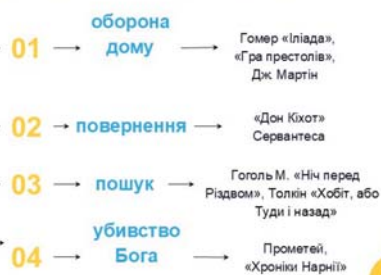 оборона
дому
01
Гомер «Іліада»,
«Гра престолів»,
Дж. Мартін
02
повернення
«Дон Кіхот»
Сервантеса
03
пошук
Гоголь М. «Ніч перед
Різдвом», Толкін «Хобіт, або
Туди і назад»
04
убивство
Бога
Прометей,
«Хроніки Нарнії»